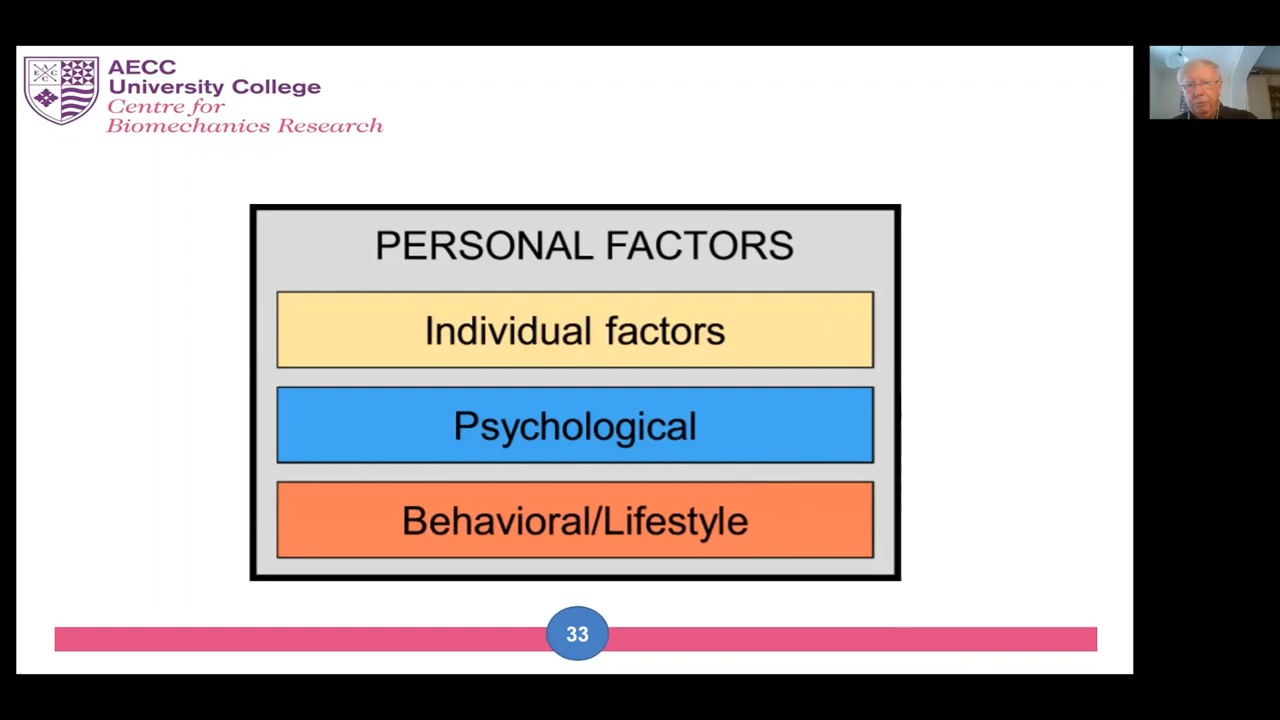 AECC
University College
Centre for
Biomechanics Research
PERSONAL FACTORS
Individual factors
Psychological
Behavioral/Lifestyle
33